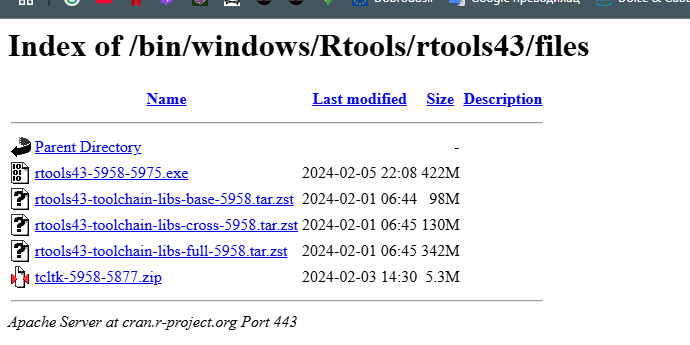 Dobrodošli
Google преводилац
Dolce & Gabb
Index of /bin/windows/Rtools/rtools43/files
Name Last modified Size Description
Parent Directory -
rtools43-5958-5975.exe 2024-02-05 22:08 422M
rtools43-toolchain-libs-base-5958.tar.zst 2024-02-01 06:44 98M
rtools43-toolchain-libs-cross-5958.tar.zst 2024-02-01 06:45 130M
rtools43-toolchain-libs-full-5958.tar.zst 2024-02-01 06:45 342M
tcltk-5958-5877.zip 2024-02-03 14:30 5.3M
Apache Server at cran.r-project.org Port 443